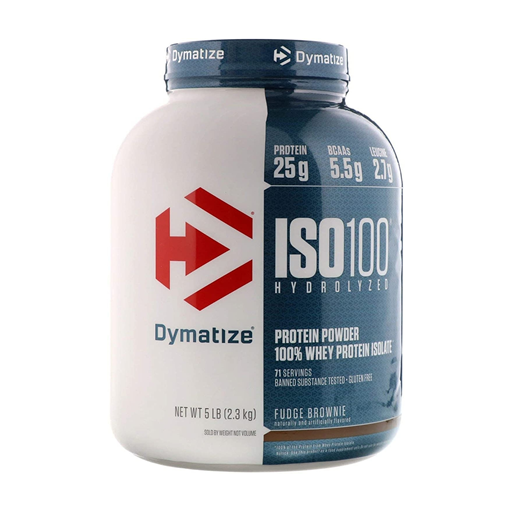 Dymatize
Dymatize
PROTEIN
25g
BCAAs
5.5g
LEUCINE
2.7g
ISO100
HYDROLYZED
Dymatize®
PROTEIN POWDER
100% WHEY PROTEIN ISOLATE
71 SERVINGS
BANNED SUBSTANCE TESTED • GLUTEN FREE
NET WT 5 LB (2.3 kg)
SOLD BY WEIGHT NOT VOLUME
FUDGE BROWNIE
naturally and artificially flavored